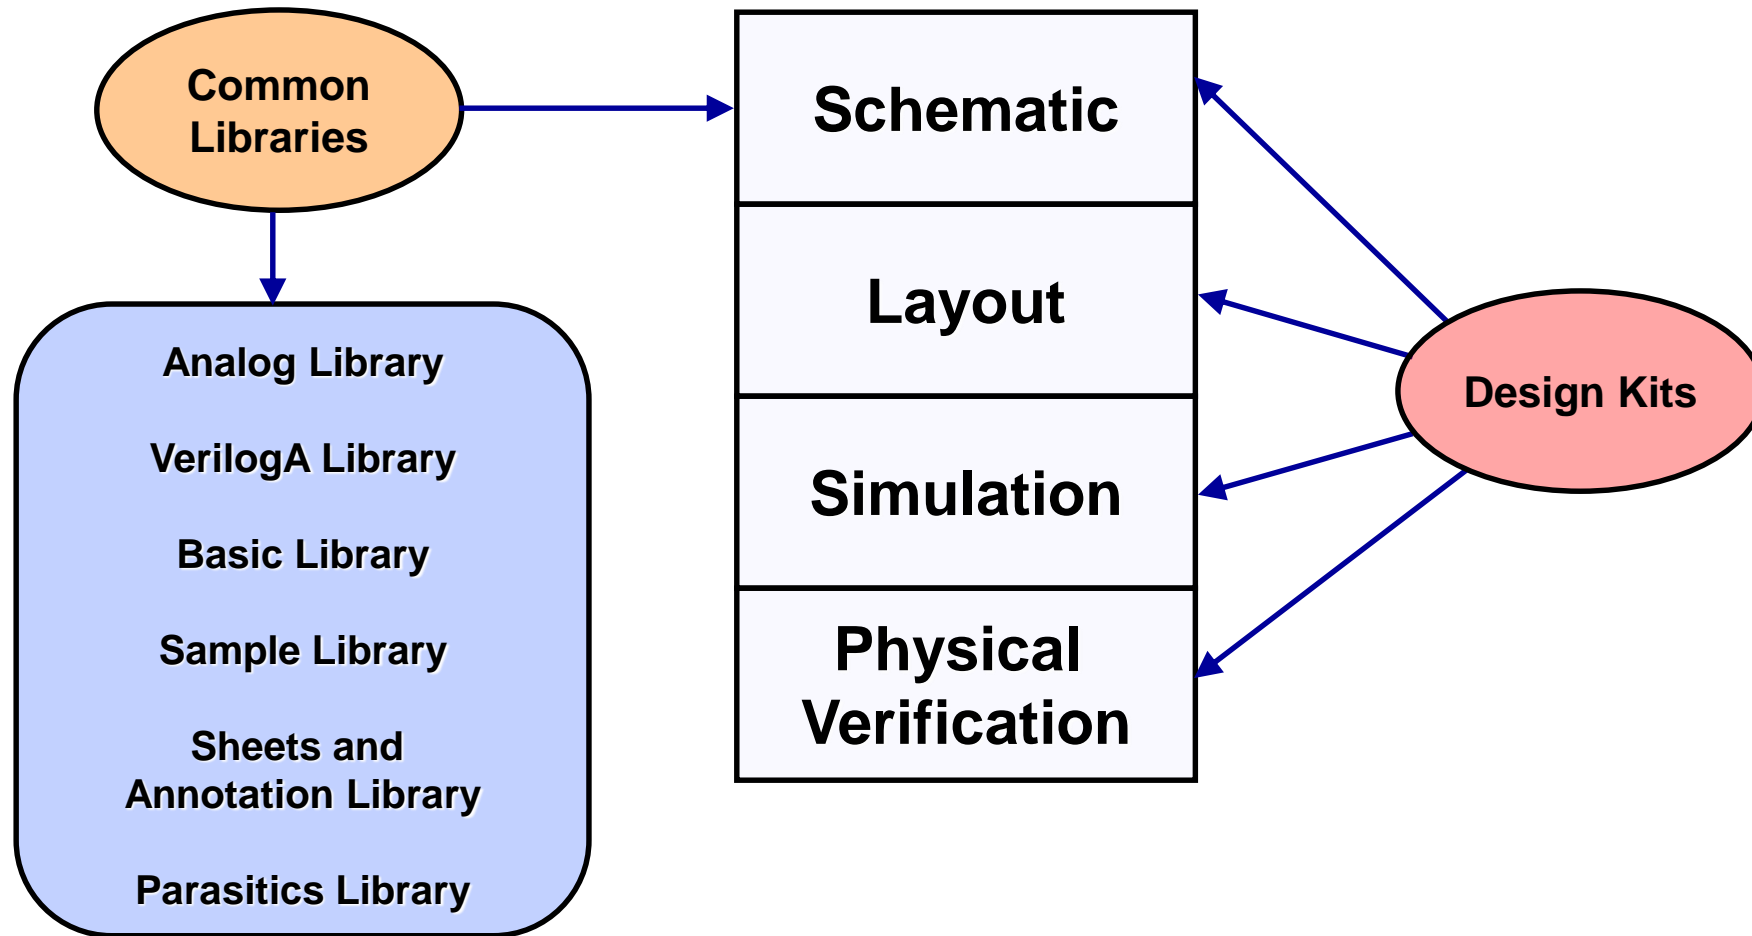 Common
Libraries
Schematic
Layout
Simulation
Physical
Verification
Design Kits
Analog Library
VerilogA Library
Basic Library
Sample Library
Sheets and
Annotation Library
Parasitics Library